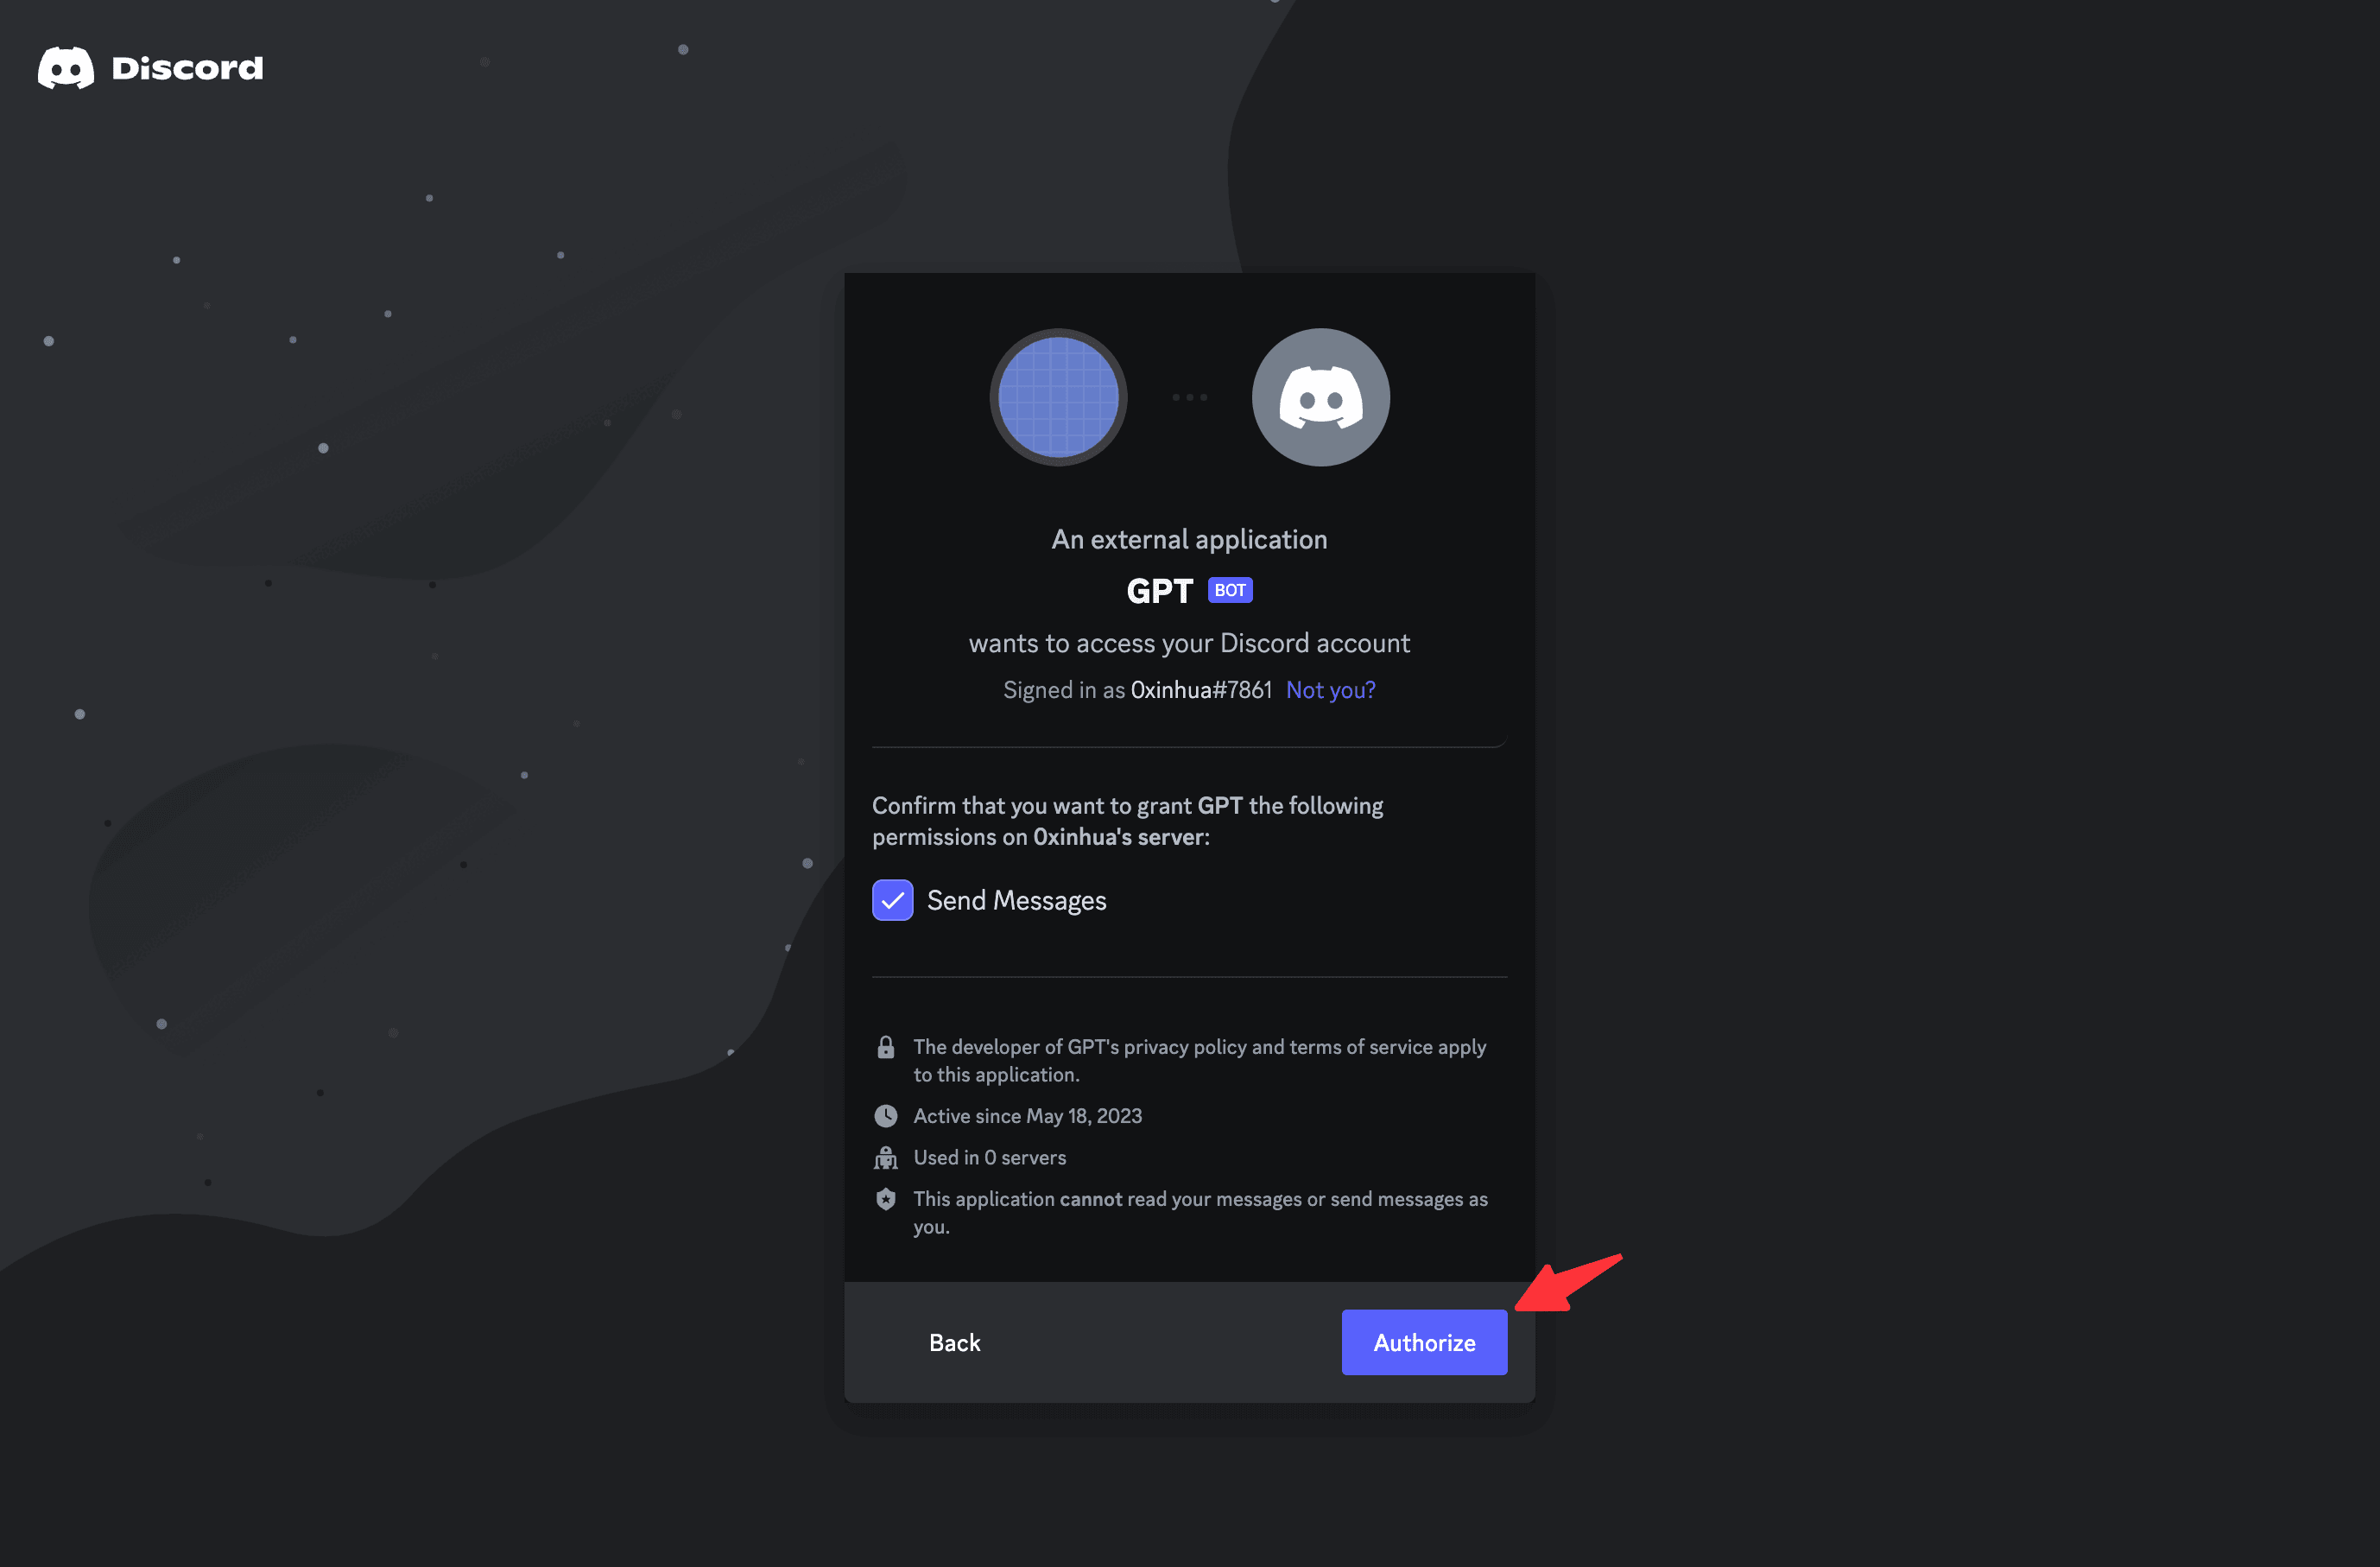 Discord
An external application
GPT BOT
wants to access your Discord account
Signed in as 0xinhua#7861 Not you?
Confirm that you want to grant GPT the following
permissions on 0xinhua's server:
Send Messages
The developer of GPT's privacy policy and terms of service apply
to this application.
Active since May 18, 2023
Used in 0 servers
This application cannot read your messages or send messages as
you.
Back
Authorize